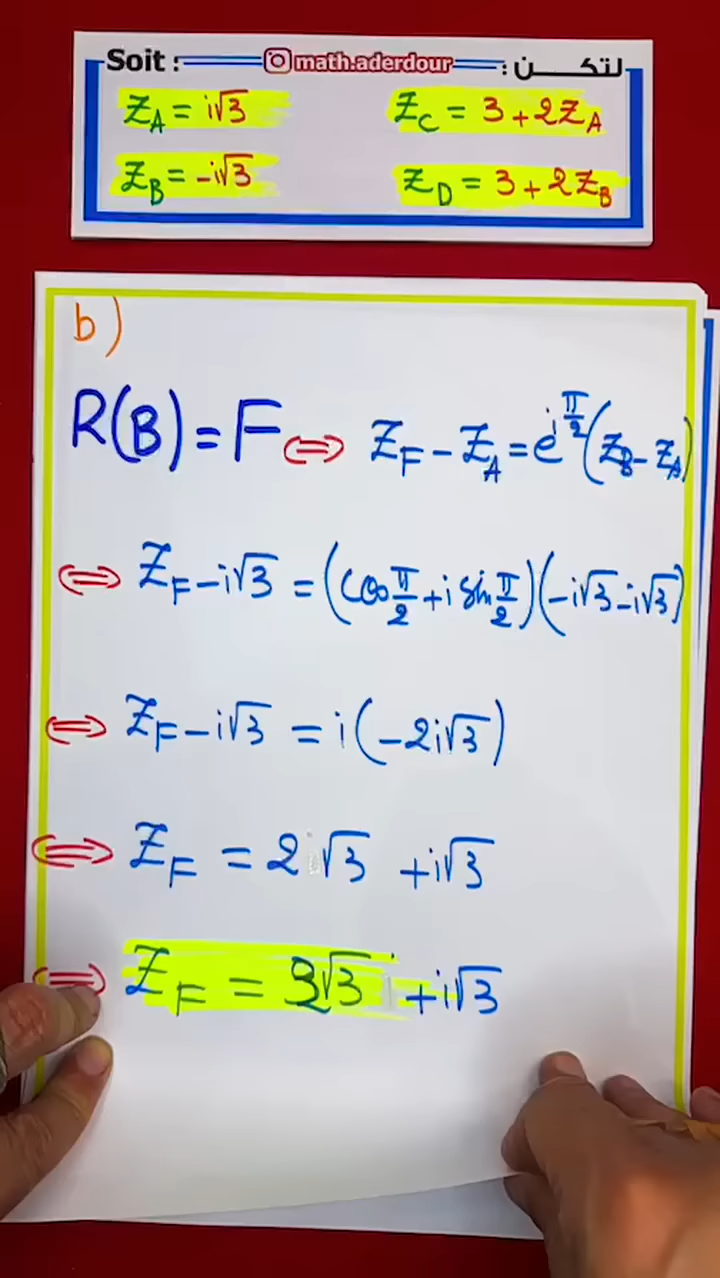 Soit : math.aderdour لتكـــن :
Z_A = i√3 Z_C = 3 + 2Z_A
Z_B = -i√3 Z_D = 3 + 2Z_B
b)
R(B) = F ⇔ Z_F - Z_A = e^{iπ/2}(Z_B - Z_A)
⇔ Z_F - i√3 = (cos π/2 + i sin π/2)(-i√3 - i√3)
⇔ Z_F - i√3 = i(-2i√3)
⇔ Z_F = 2√3 + i√3
⇔ Z_F = 2√3 + i√3